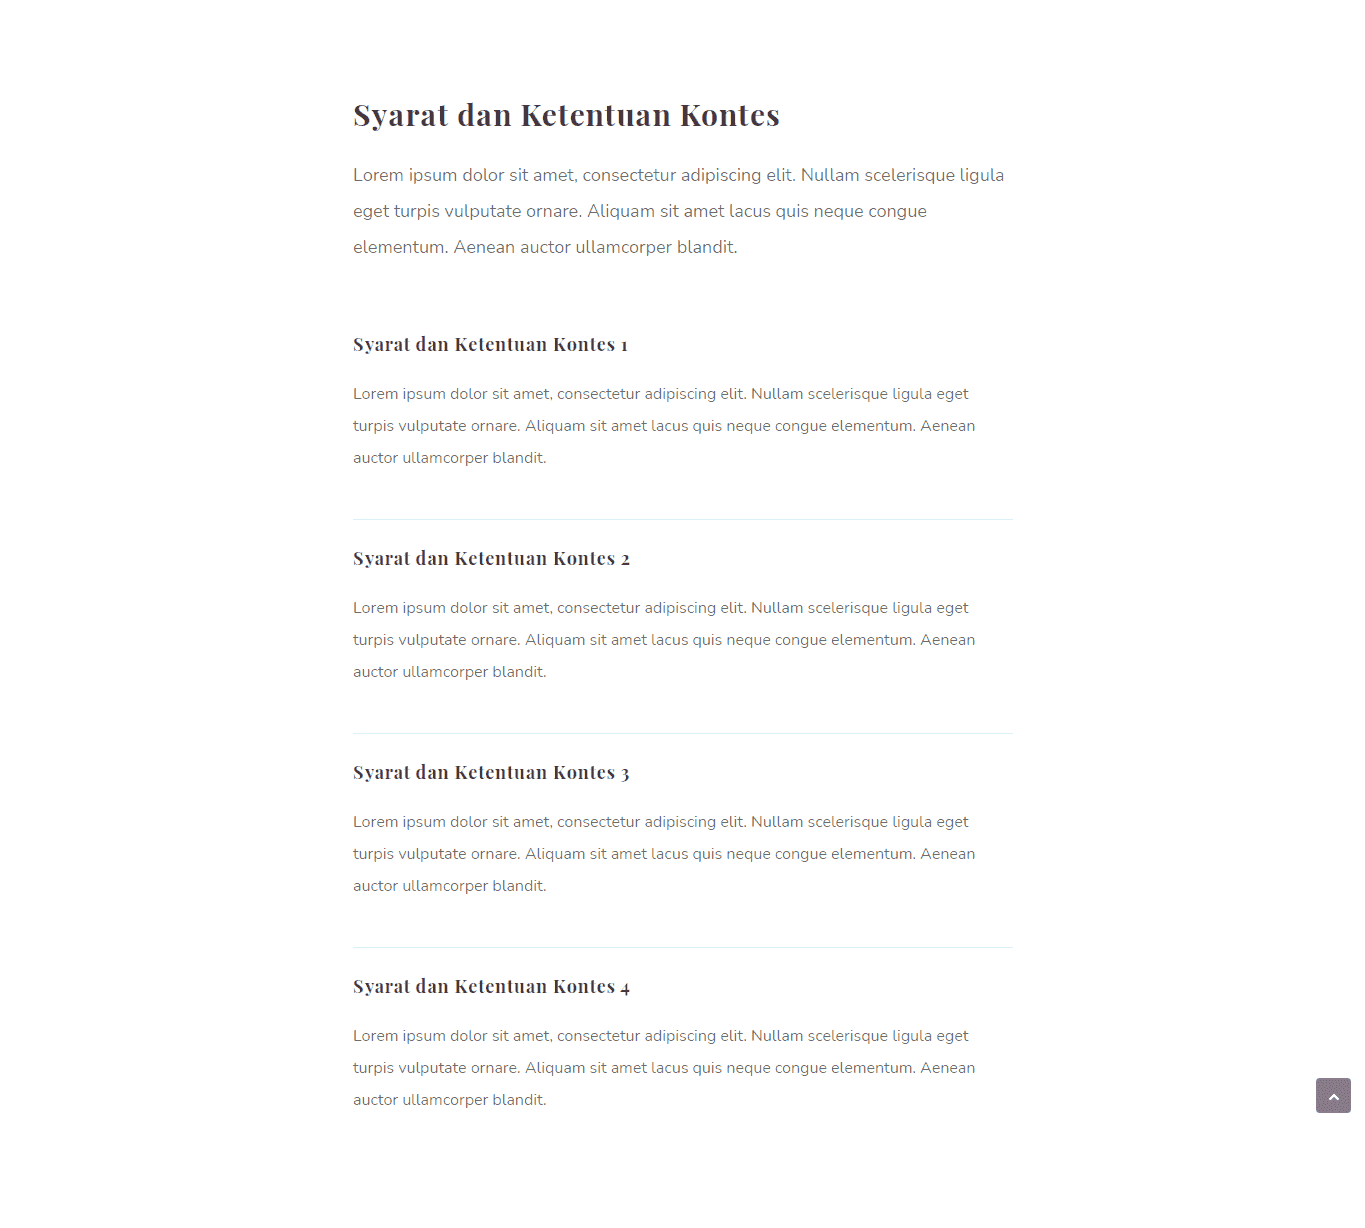 Syarat dan Ketentuan Kontes
Lorem ipsum dolor sit amet, consectetur adipiscing elit. Nullam scelerisque ligula
eget turpis vulputate ornare. Aliquam sit amet lacus quis neque congue
elementum. Aenean auctor ullamcorper blandit.
Syarat dan Ketentuan Kontes 1
Lorem ipsum dolor sit amet, consectetur adipiscing elit. Nullam scelerisque ligula eget
turpis vulputate ornare. Aliquam sit amet lacus quis neque congue elementum. Aenean
auctor ullamcorper blandit.
Syarat dan Ketentuan Kontes 2
Lorem ipsum dolor sit amet, consectetur adipiscing elit. Nullam scelerisque ligula eget
turpis vulputate ornare. Aliquam sit amet lacus quis neque congue elementum. Aenean
auctor ullamcorper blandit.
Syarat dan Ketentuan Kontes 3
Lorem ipsum dolor sit amet, consectetur adipiscing elit. Nullam scelerisque ligula eget
turpis vulputate ornare. Aliquam sit amet lacus quis neque congue elementum. Aenean
auctor ullamcorper blandit.
Syarat dan Ketentuan Kontes 4
Lorem ipsum dolor sit amet, consectetur adipiscing elit. Nullam scelerisque ligula eget
turpis vulputate ornare. Aliquam sit amet lacus quis neque congue elementum. Aenean
auctor ullamcorper blandit.